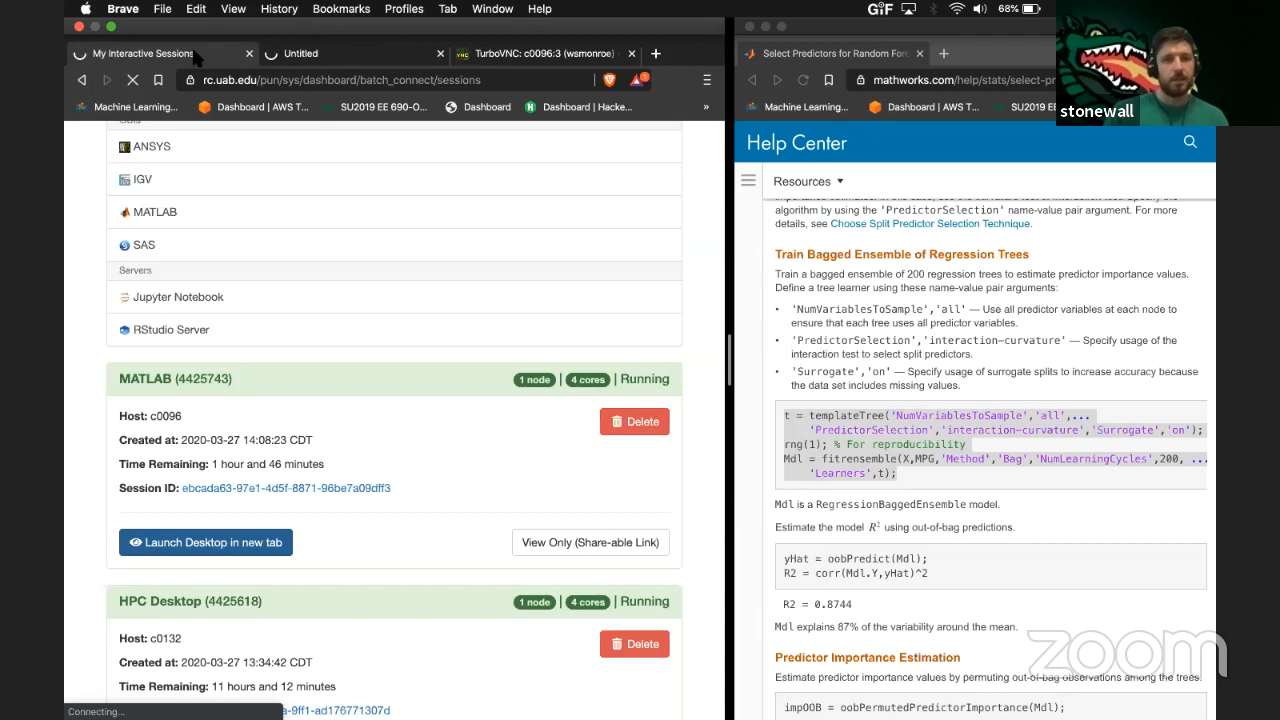 Brave File Edit View History Bookmarks Profiles Tab Window Help
GiF 68%
My Interactive Sessions × Untitled × VNC TurboVNC: c0096:3 (wsmonroe) × +
rc.uab.edu/pun/sys/dashboard/batch_connect/sessions
Machine Learning... Dashboard | AWS T... SU2019 EE 690-O... Dashboard Dashboard | Hacke... »
GUIs
ANSYS
IGV
MATLAB
SAS
Servers
Jupyter Notebook
RStudio Server
MATLAB (4425743) 1 node | 4 cores | Running
Host: c0096
Delete
Created at: 2020-03-27 14:08:23 CDT
Time Remaining: 1 hour and 46 minutes
Session ID: ebcada63-97e1-4d5f-8871-96be7a09dff3
Launch Desktop in new tab View Only (Share-able Link)
HPC Desktop (4425618) 1 node | 4 cores | Running
Host: c0132
Delete
Created at: 2020-03-27 13:34:42 CDT
Time Remaining: 11 hours and 12 minutes
a-9ff1-ad176771307d
Connecting...
Select Predictors for Random For × +
mathworks.com/help/stats/select-p
Machine Learning... Dashboard | AWS T... SU2019 EE
stonewall
Help Center
Resources
algorithm by using the 'PredictorSelection' name-value pair argument. For more
details, see Choose Split Predictor Selection Technique.
Train Bagged Ensemble of Regression Trees
Train a bagged ensemble of 200 regression trees to estimate predictor importance values.
Define a tree learner using these name-value pair arguments:
• 'NumVariablesToSample','all' — Use all predictor variables at each node to
ensure that each tree uses all predictor variables.
• 'PredictorSelection','interaction-curvature' — Specify usage of the
interaction test to select split predictors.
• 'Surrogate','on' — Specify usage of surrogate splits to increase accuracy because
the data set includes missing values.
t = templateTree('NumVariablesToSample','all',...
'PredictorSelection','interaction-curvature','Surrogate','on');
rng(1); % For reproducibility
Mdl = fitrensemble(X,MPG,'Method','Bag','NumLearningCycles',200, ...
'Learners',t);
Mdl is a RegressionBaggedEnsemble model.
Estimate the model R² using out-of-bag predictions.
yHat = oobPredict(Mdl);
R2 = corr(Mdl.Y,yHat)^2
R2 = 0.8744
Mdl explains 87% of the variability around the mean.
Predictor Importance Estimation
Estimate predictor importance values by permuting out-of-bag observations among the trees.
impOOB = oobPermutedPredictorImportance(Mdl);
zoom